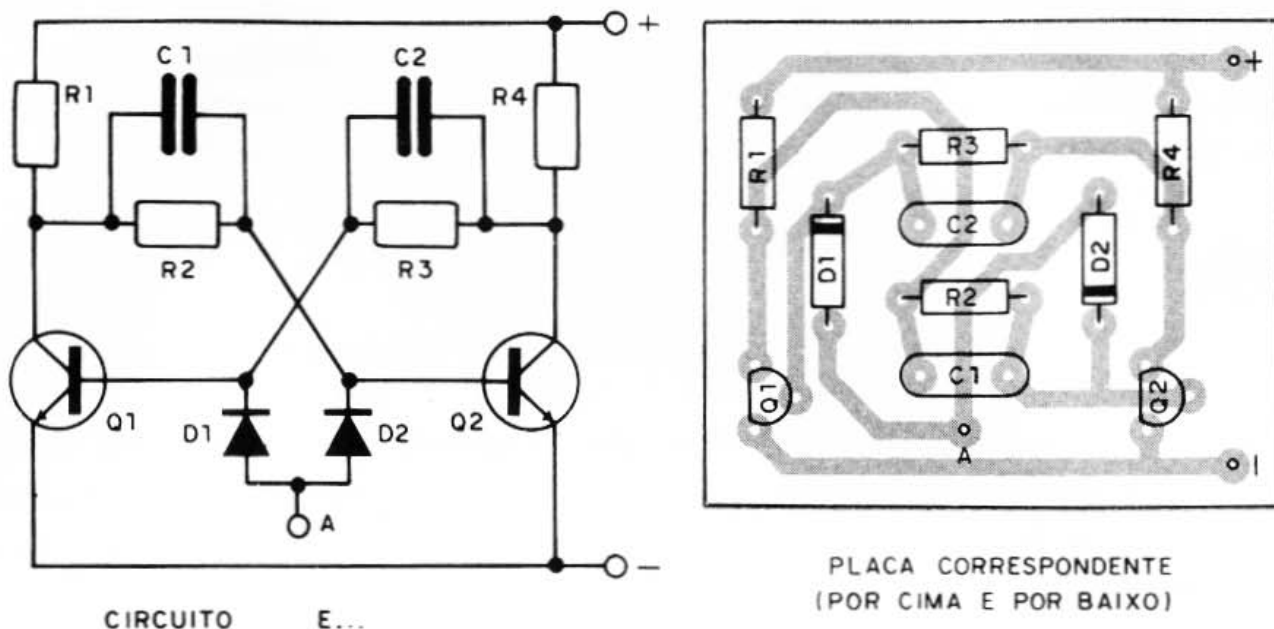 +
C1
C2
R1
R4
R2
R3
Q1
D1
D2
Q2
A
−
CIRCUITO E...
+
R1
R3
R4
C2
D1
D2
R2
Q1
C1
Q2
A
−
PLACA CORRESPONDENTE
(POR CIMA E POR BAIXO)